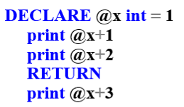 DECLARE @x int = 1
print @x+1
print @x+2
RETURN
print @x+3